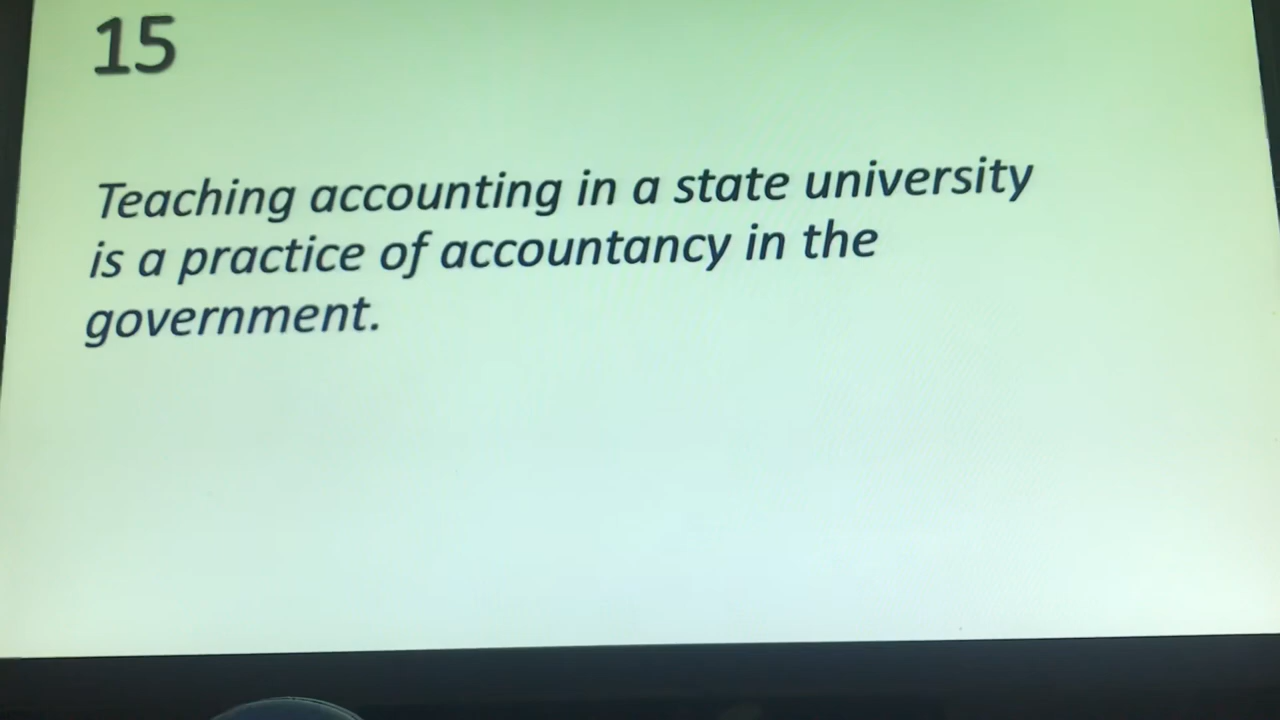 15
Teaching accounting in a state university
is a practice of accountancy in the
government.